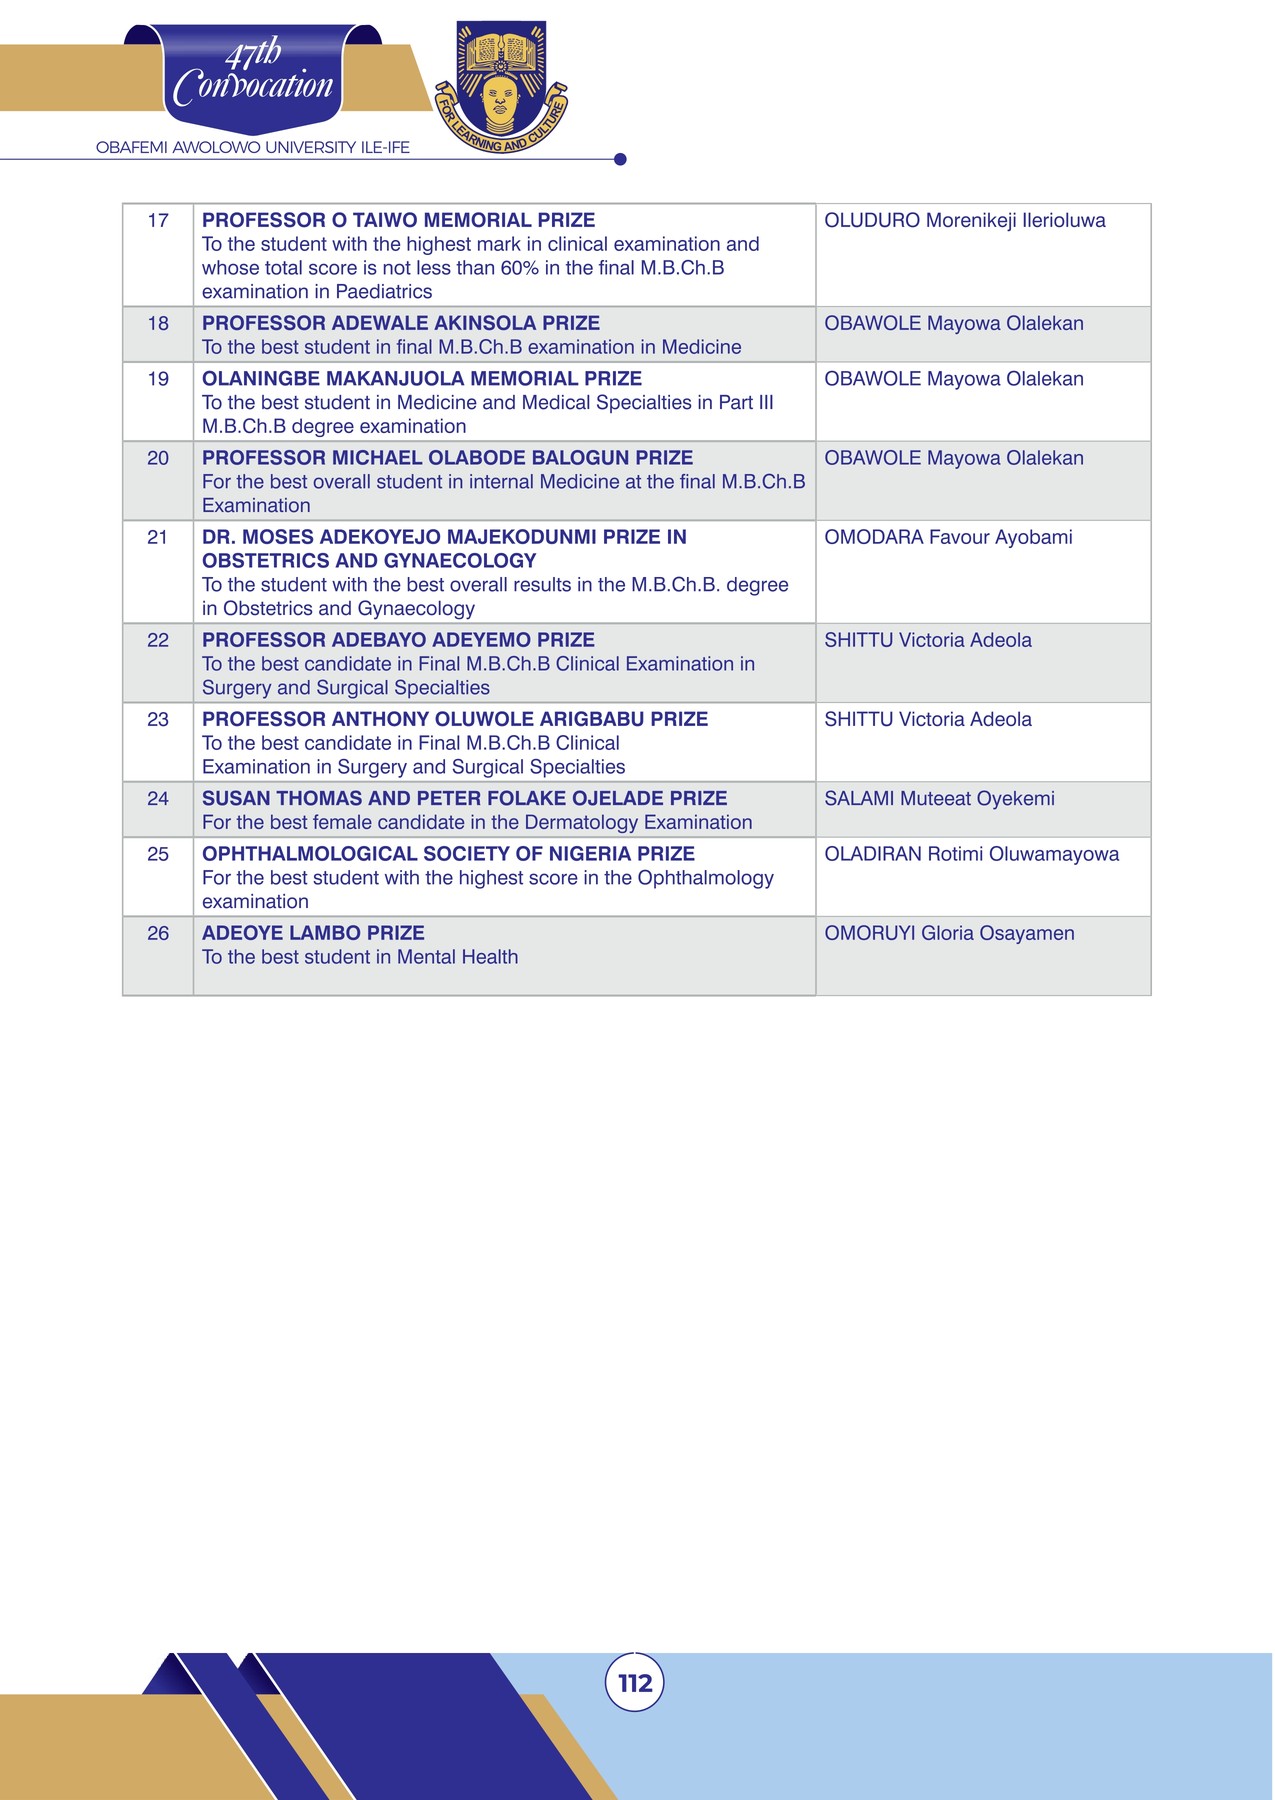 47th
Convocation
FOR LEARNING AND CULTURE
OBAFEMI AWOLOWO UNIVERSITY ILE-IFE
17 PROFESSOR O TAIWO MEMORIAL PRIZE OLUDURO Morenikeji Ilerioluwa
To the student with the highest mark in clinical examination and
whose total score is not less than 60% in the final M.B.Ch.B
examination in Paediatrics
18 PROFESSOR ADEWALE AKINSOLA PRIZE OBAWOLE Mayowa Olalekan
To the best student in final M.B.Ch.B examination in Medicine
19 OLANINGBE MAKANJUOLA MEMORIAL PRIZE OBAWOLE Mayowa Olalekan
To the best student in Medicine and Medical Specialties in Part III
M.B.Ch.B degree examination
20 PROFESSOR MICHAEL OLABODE BALOGUN PRIZE OBAWOLE Mayowa Olalekan
For the best overall student in internal Medicine at the final M.B.Ch.B
Examination
21 DR. MOSES ADEKOYEJO MAJEKODUNMI PRIZE IN OMODARA Favour Ayobami
OBSTETRICS AND GYNAECOLOGY
To the student with the best overall results in the M.B.Ch.B. degree
in Obstetrics and Gynaecology
22 PROFESSOR ADEBAYO ADEYEMO PRIZE SHITTU Victoria Adeola
To the best candidate in Final M.B.Ch.B Clinical Examination in
Surgery and Surgical Specialties
23 PROFESSOR ANTHONY OLUWOLE ARIGBABU PRIZE SHITTU Victoria Adeola
To the best candidate in Final M.B.Ch.B Clinical
Examination in Surgery and Surgical Specialties
24 SUSAN THOMAS AND PETER FOLAKE OJELADE PRIZE SALAMI Muteeat Oyekemi
For the best female candidate in the Dermatology Examination
25 OPHTHALMOLOGICAL SOCIETY OF NIGERIA PRIZE OLADIRAN Rotimi Oluwamayowa
For the best student with the highest score in the Ophthalmology
examination
26 ADEOYE LAMBO PRIZE OMORUYI Gloria Osayamen
To the best student in Mental Health
112